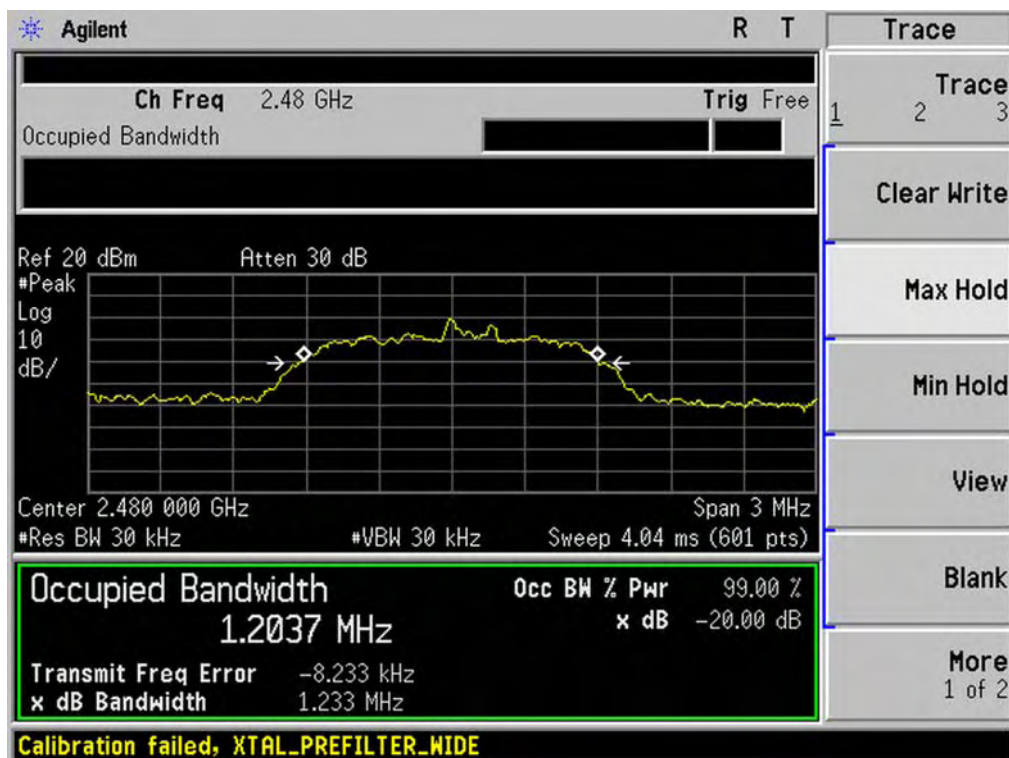 Agilent R T
Ch Freq 2.48 GHz Trig Free
Occupied Bandwidth
Ref 20 dBm Atten 30 dB
#Peak
Log
10
dB/
Center 2.480 000 GHz Span 3 MHz
#Res BW 30 kHz #VBW 30 kHz Sweep 4.04 ms (601 pts)
Occupied Bandwidth Occ BW % Pwr 99.00 %
1.2037 MHz x dB -20.00 dB
Transmit Freq Error -8.233 kHz
x dB Bandwidth 1.233 MHz
Calibration failed, XTAL_PREFILTER_WIDE
Trace
Trace
1 2 3
Clear Write
Max Hold
Min Hold
View
Blank
More
1 of 2